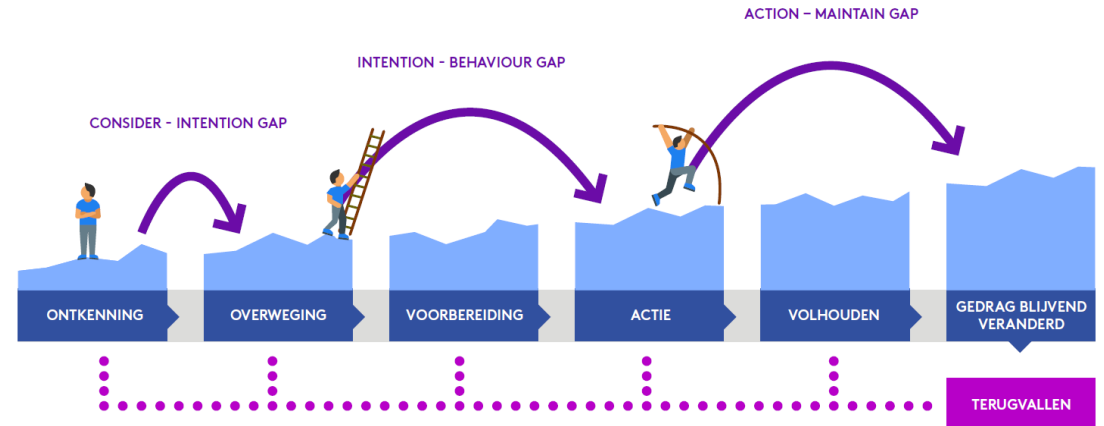 ACTION – MAINTAIN GAP
INTENTION - BEHAVIOUR GAP
CONSIDER - INTENTION GAP
ONTKENNING
OVERWEGING
VOORBEREIDING
ACTIE
VOLHOUDEN
GEDRAG BLIJVEND
VERANDERD
TERUGVALLEN